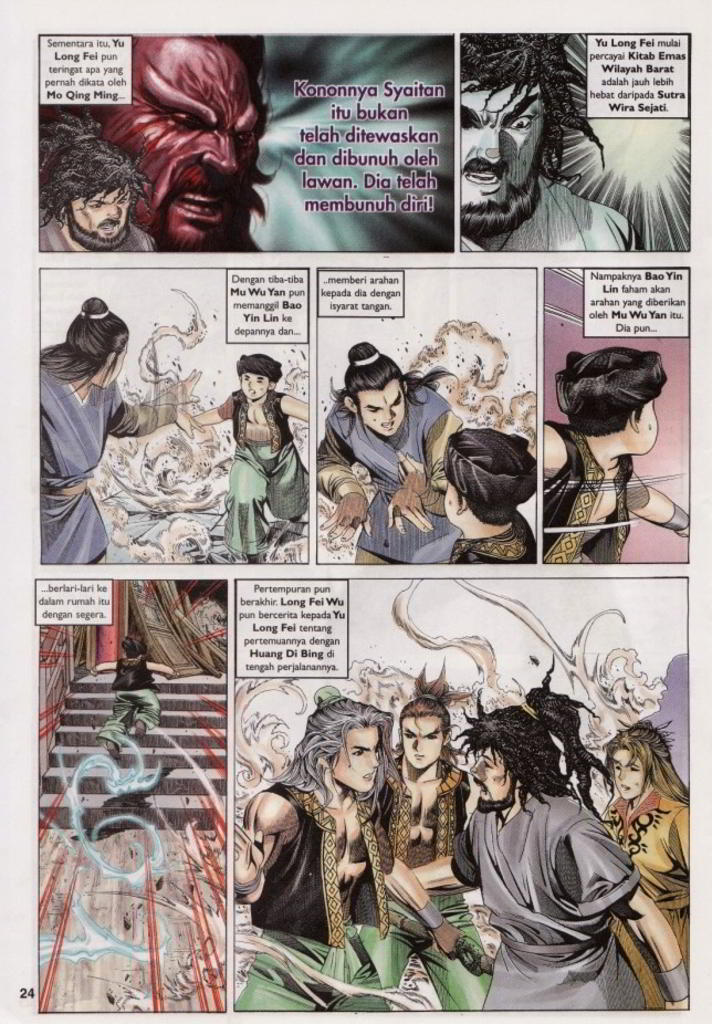 Sementara itu, Yu
Long Fei pun
teringat apa yang
pernah dikata oleh
Mo Qing Ming...
Kononnya Syaitan
itu bukan
telah ditewaskan
dan dibunuh oleh
lawan. Dia telah
membunuh diri!
Yu Long Fei mulai
percayai Kitab Emas
Wilayah Barat
adalah jauh lebih
hebat daripada Sutra
Wira Sejati.
Dengan tiba-tiba
Mu Wu Yan pun
memanggil Bao
Yin Lin ke
depannya dan...
..memberi arahan
kepada dia dengan
isyarat tangan.
Nampaknya Bao Yin
Lin faham akan
arahan yang diberikan
oleh Mu Wu Yan itu.
Dia pun...
...berlari-lari ke
dalam rumah itu
dengan segera.
Pertempuran pun
berakhir. Long Fei Wu
pun bercerita kepada Yu
Long Fei tentang
pertemuannya dengan
Huang Di Bing di
tengah perjalanannya.
24